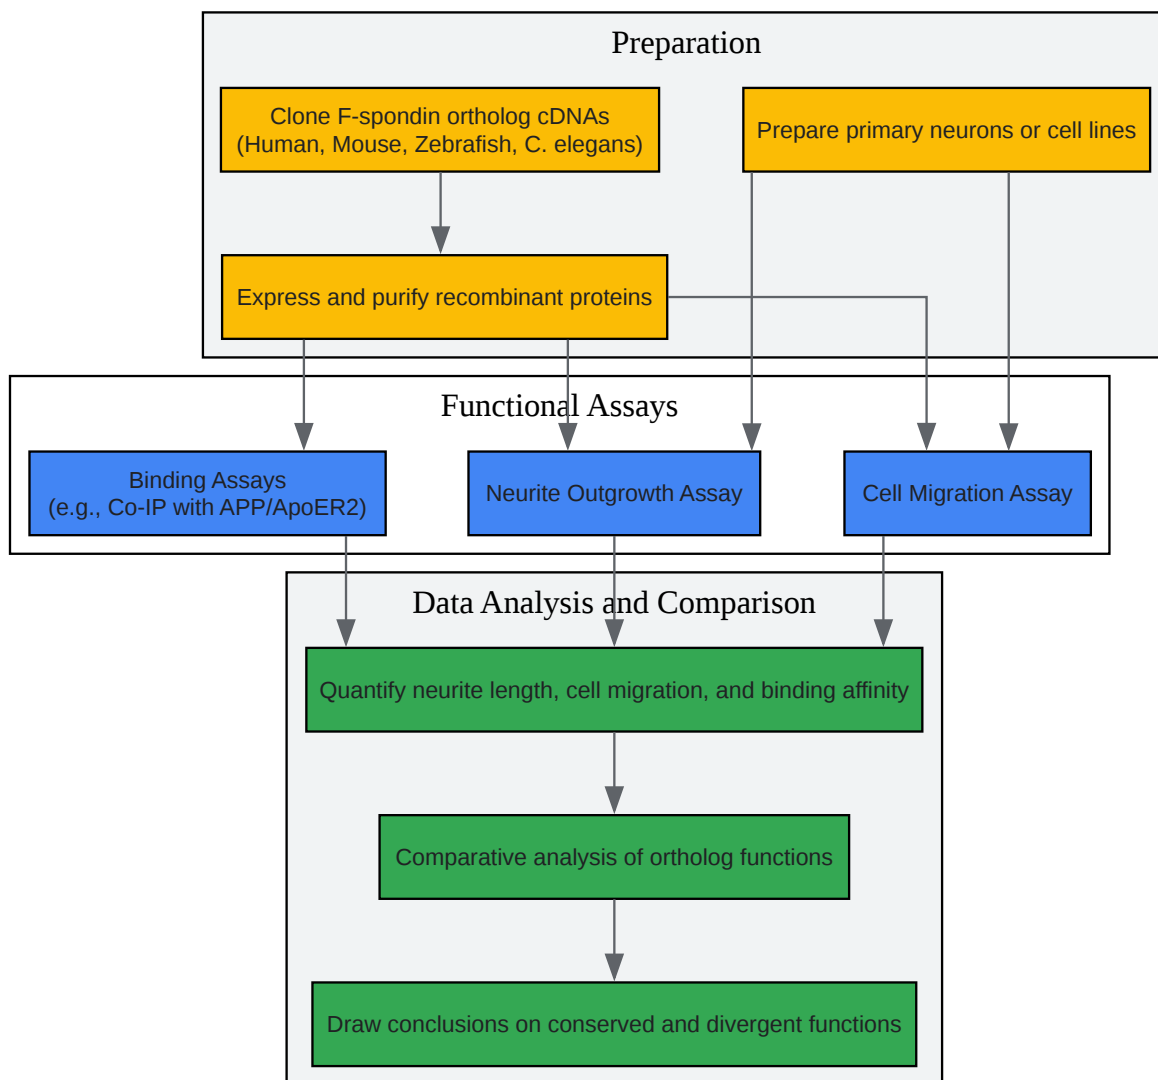 Preparation
Clone F-spondin ortholog cDNAs
(Human, Mouse, Zebrafish, C. elegans)
Prepare primary neurons or cell lines
Express and purify recombinant proteins
Functional Assays
Binding Assays
(e.g., Co-IP with APP/ApoER2)
Neurite Outgrowth Assay
Cell Migration Assay
Data Analysis and Comparison
Quantify neurite length, cell migration, and binding affinity
Comparative analysis of ortholog functions
Draw conclusions on conserved and divergent functions